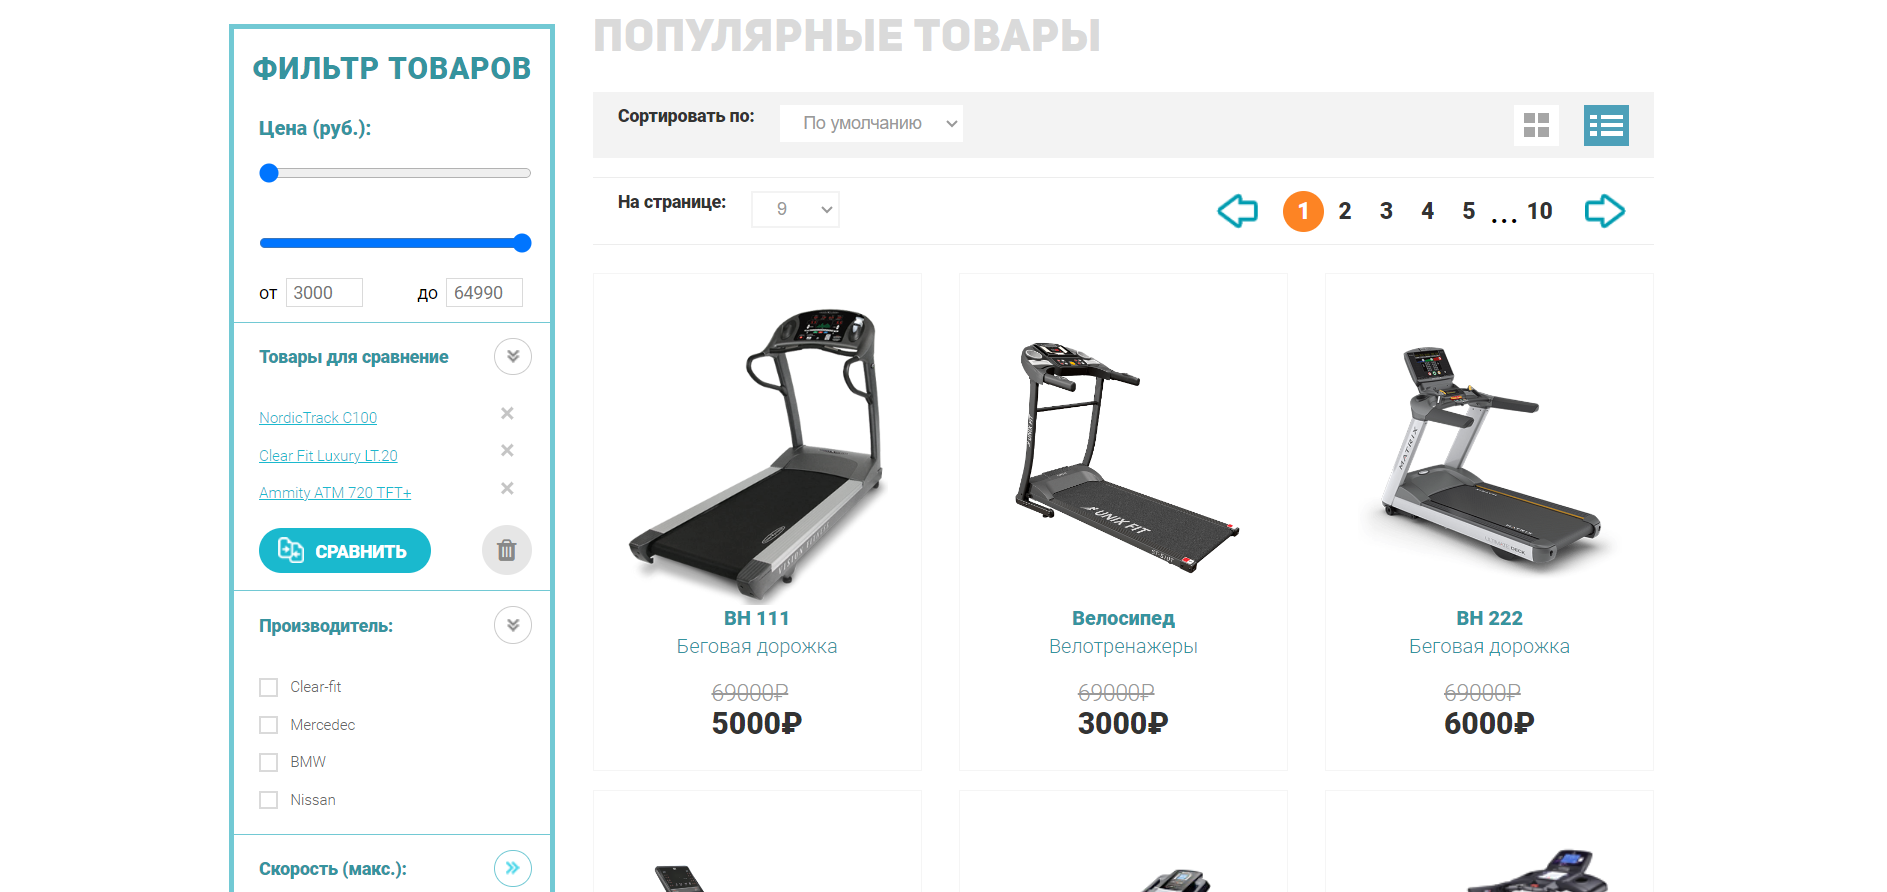 ФИЛЬТР ТОВАРОВ
Цена (руб.):
от 3000 до 64990
Товары для сравнение
NordicTrack C100
Clear Fit Luxury LT.20
Ammity ATM 720 TFT+
СРАВНИТЬ
Производитель:
Clear-fit
Mercedec
BMW
Nissan
Скорость (макс.):
ПОПУЛЯРНЫЕ ТОВАРЫ
Сортировать по: По умолчанию
На странице: 9
1 2 3 4 5 ... 10
BH 111
Беговая дорожка
69000₽
5000₽
UNIX FIT
Велосипед
Велотренажеры
69000₽
3000₽
MATRIX
BH 222
Беговая дорожка
69000₽
6000₽